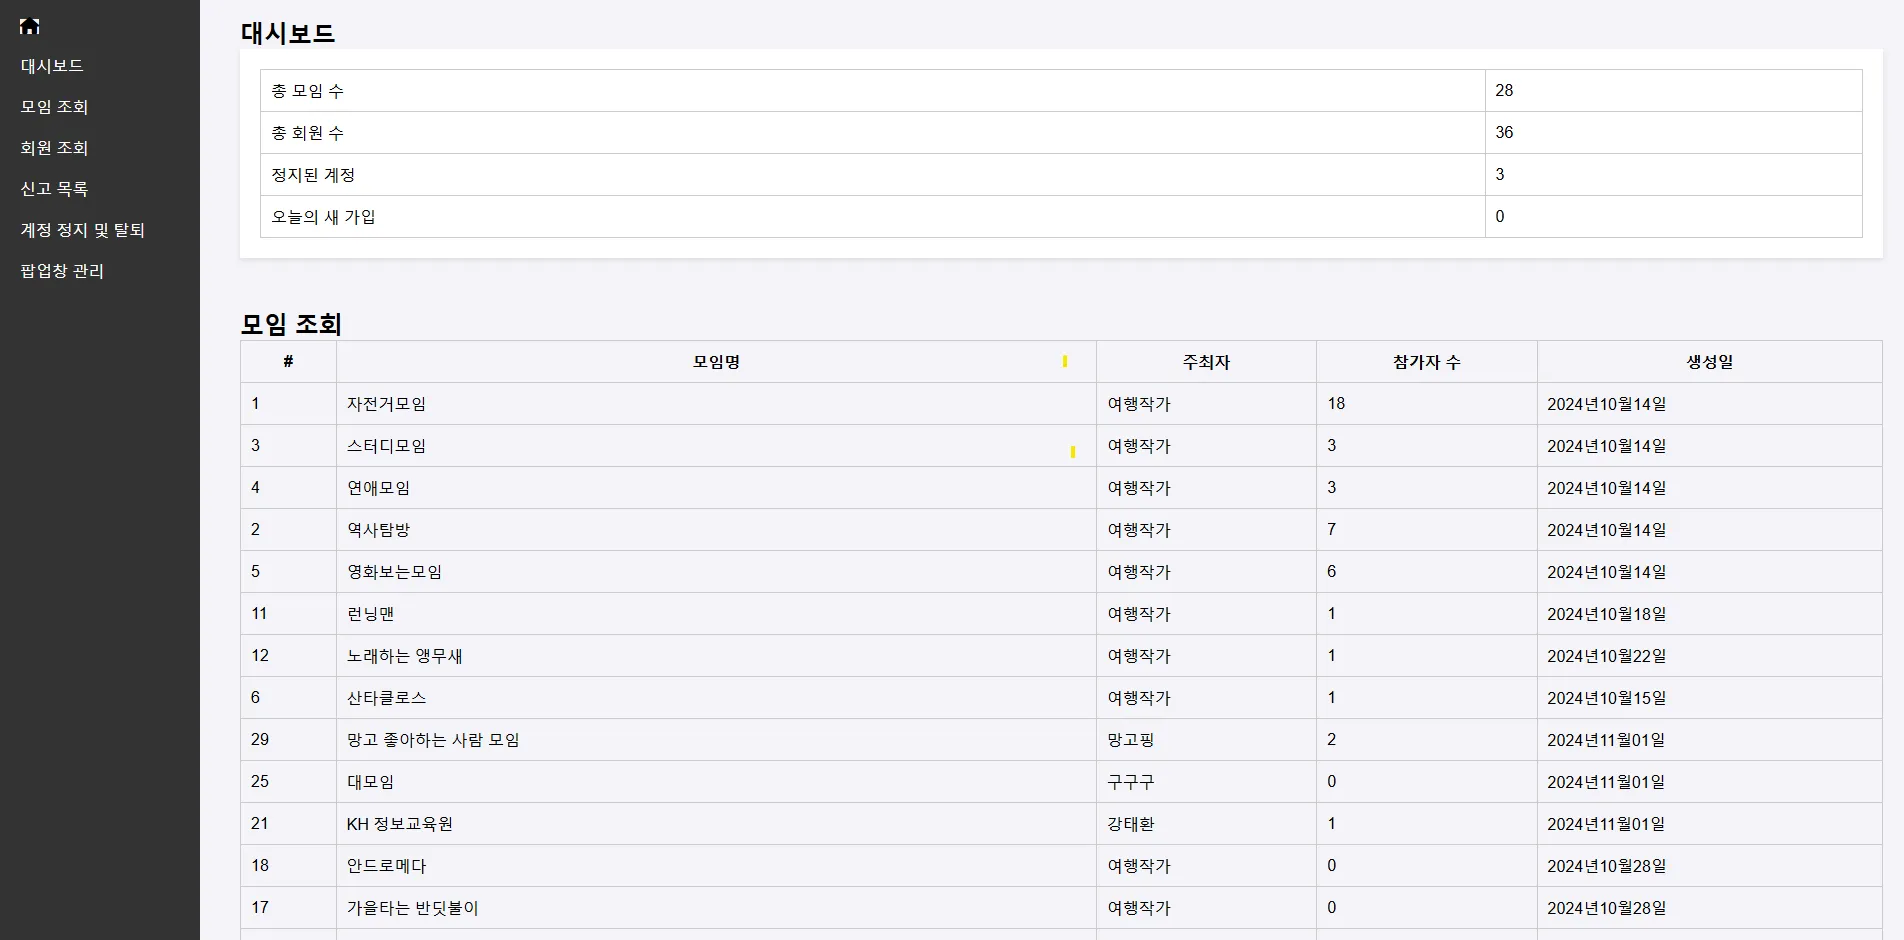 대시보드
모임 조회
회원 조회
신고 목록
계정 정지 및 탈퇴
팝업창 관리
대시보드
총 모임 수 28
총 회원 수 36
정지된 계정 3
오늘의 새 가입 0
모임 조회
# 모임명 주최자 참가자 수 생성일
1 자전거모임 여행작가 18 2024년10월14일
3 스터디모임 여행작가 3 2024년10월14일
4 연애모임 여행작가 3 2024년10월14일
2 역사탐방 여행작가 7 2024년10월14일
5 영화보는모임 여행작가 6 2024년10월14일
11 런닝맨 여행작가 1 2024년10월18일
12 노래하는 앵무새 여행작가 1 2024년10월22일
6 산타클로스 여행작가 1 2024년10월15일
29 망고 좋아하는 사람 모임 망고핑 2 2024년11월01일
25 대모임 구구구 0 2024년11월01일
21 KH 정보교육원 강태환 1 2024년11월01일
18 안드로메다 여행작가 0 2024년10월28일
17 가을타는 반딧불이 여행작가 0 2024년10월28일